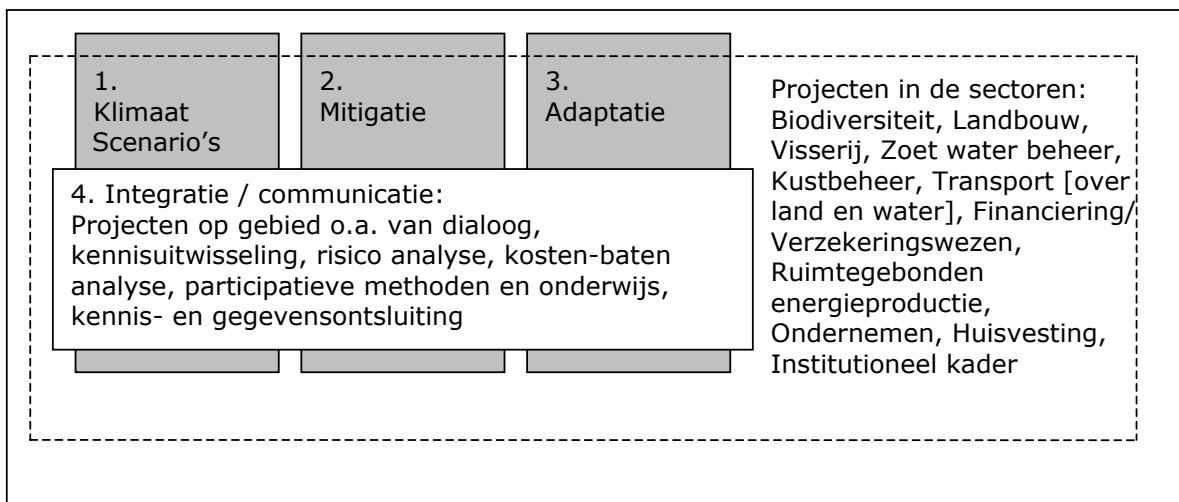 1.
Klimaat
Scenario's
2.
Mitigatie
3.
Adaptatie
4. Integratie / communicatie:
Projecten op gebied o.a. van dialoog,
kennisuitwisseling, risico analyse, kosten-baten
analyse, participatieve methoden en onderwijs,
kennis- en gegevensontsluiting
Projecten in de sectoren:
Biodiversiteit, Landbouw,
Visserij, Zoet water beheer,
Kustbeheer, Transport [over
land en water], Financiering/
Verzekeringswezen,
Ruimtegebonden
energieproductie,
Ondernemen, Huisvesting,
Institutioneel kader